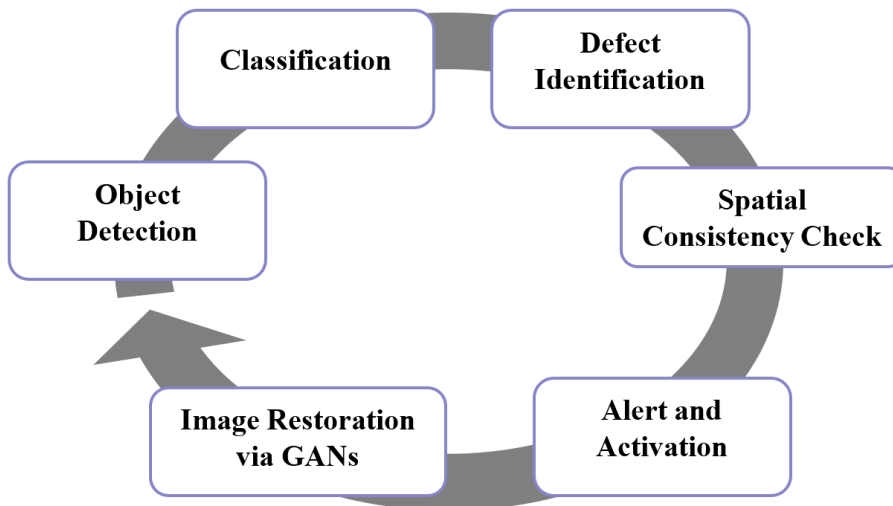 Classification
Defect
Identification
Object
Detection
Spatial
Consistency Check
Image Restoration
via GANs
Alert and
Activation